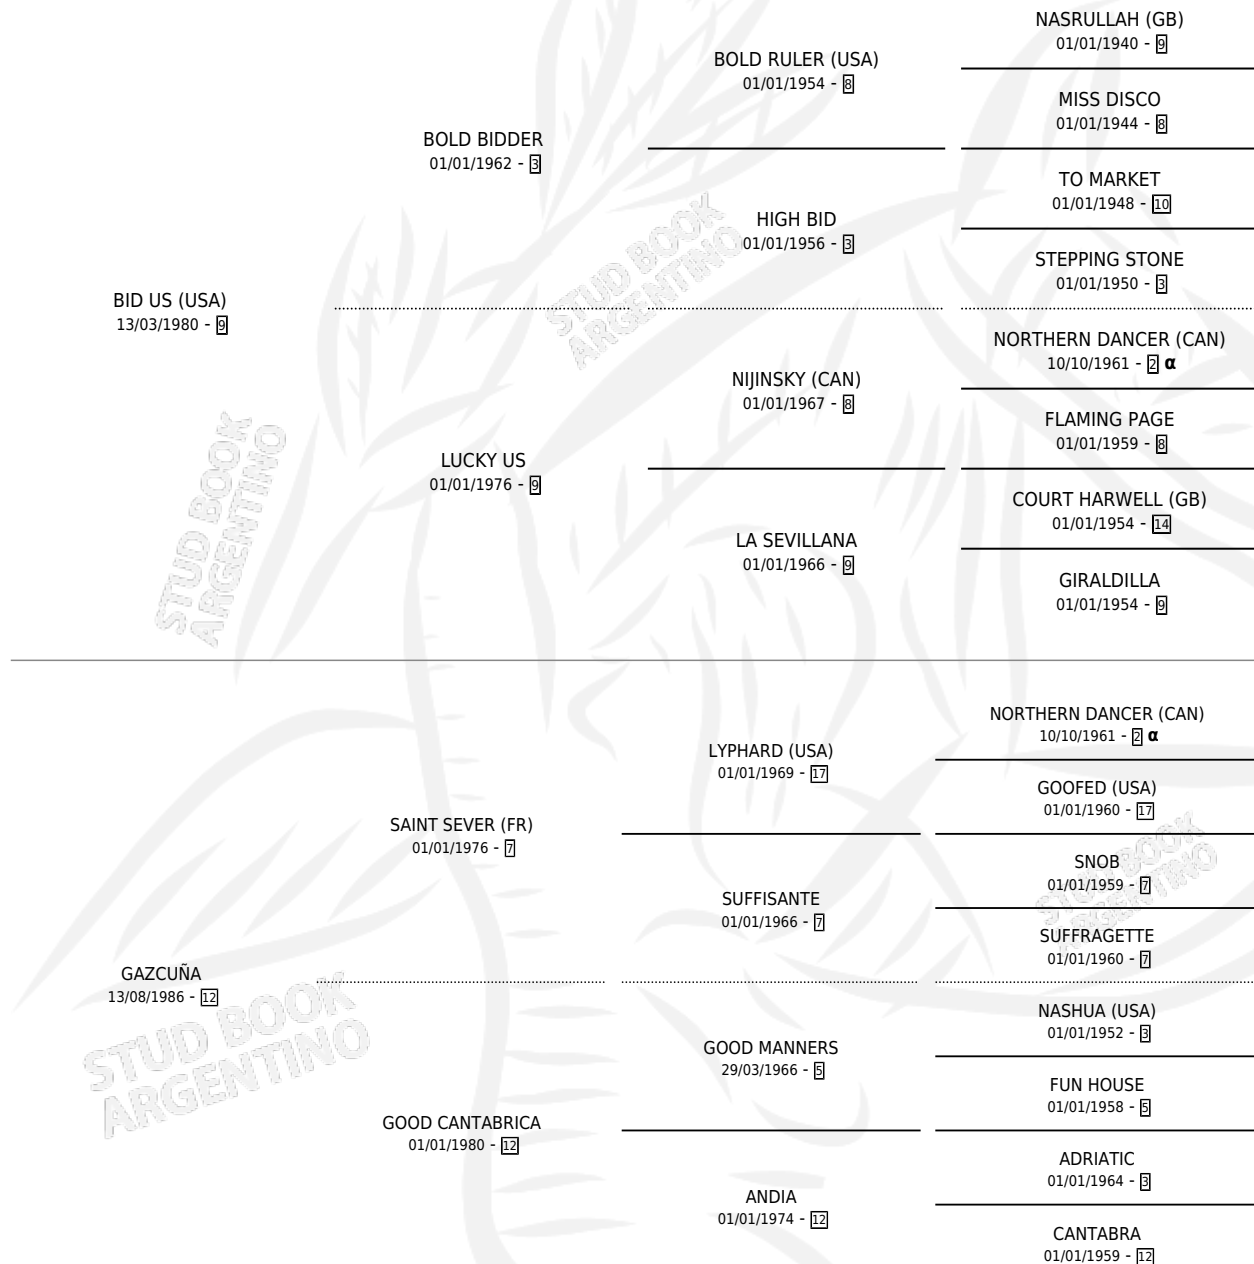 NASRULLAH (GB)
01/01/1940 - 9
BOLD RULER (USA)
01/01/1954 - 8
MISS DISCO
01/01/1944 - 8
BOLD BIDDER
01/01/1962 - 3
TO MARKET
01/01/1948 - 10
HIGH BID
01/01/1956 - 3
STEPPING STONE
01/01/1950 - 3
BID US (USA)
13/03/1980 - 9
NORTHERN DANCER (CAN)
10/10/1961 - 2 α
NIJINSKY (CAN)
01/01/1967 - 8
FLAMING PAGE
01/01/1959 - 8
LUCKY US
01/01/1976 - 9
COURT HARWELL (GB)
01/01/1954 - 14
LA SEVILLANA
01/01/1966 - 9
GIRALDILLA
01/01/1954 - 9
NORTHERN DANCER (CAN)
10/10/1961 - 2 α
LYPHARD (USA)
01/01/1969 - 17
GOOFED (USA)
01/01/1960 - 17
SAINT SEVER (FR)
01/01/1976 - 7
SNOB
01/01/1959 - 7
SUFFISANTE
01/01/1966 - 7
SUFFRAGETTE
01/01/1960 - 7
GAZCUÑA
13/08/1986 - 12
NASHUA (USA)
01/01/1952 - 3
GOOD MANNERS
29/03/1966 - 5
FUN HOUSE
01/01/1958 - 5
GOOD CANTABRICA
01/01/1980 - 12
ADRIATIC
01/01/1964 - 3
ANDIA
01/01/1974 - 12
CANTABRA
01/01/1959 - 12
STUD BOOK
ARGENTINO
STUD BOOK
ARGENTINO
STUD BOOK
ARGENTINO
STUD BOOK
ARGENTINO